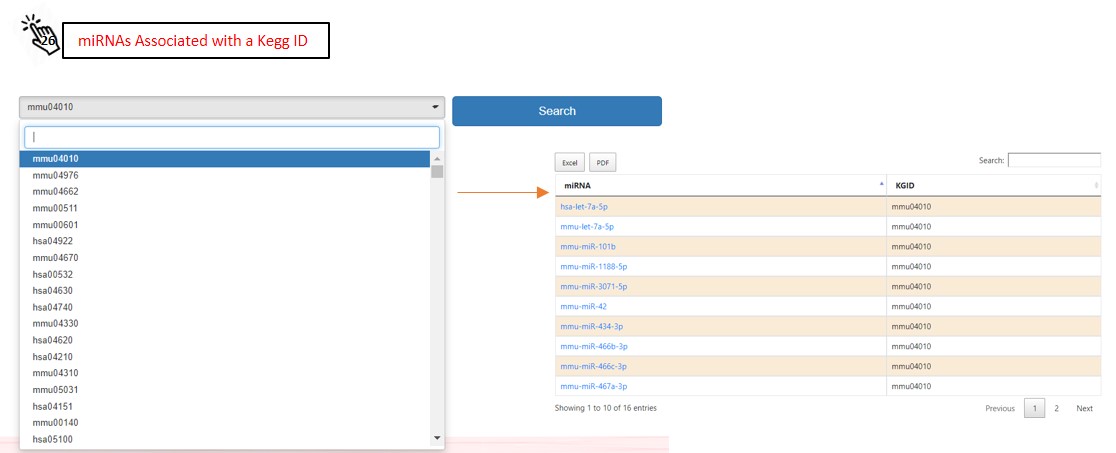 26
miRNAs Associated with a Kegg ID
mmu04010
Search
mmu04010
mmu04976
mmu04662
mmu00511
mmu00601
hsa04922
mmu04670
hsa00532
hsa04630
hsa04740
mmu04330
hsa04620
hsa04210
mmu04310
mmu05031
hsa04151
mmu00140
hsa05100
Excel PDF Search:
miRNA KGID
hsa-let-7a-5p mmu04010
mmu-let-7a-5p mmu04010
mmu-miR-101b mmu04010
mmu-miR-1188-5p mmu04010
mmu-miR-3071-5p mmu04010
mmu-miR-42 mmu04010
mmu-miR-434-3p mmu04010
mmu-miR-466b-3p mmu04010
mmu-miR-466c-3p mmu04010
mmu-miR-467a-3p mmu04010
Showing 1 to 10 of 16 entries Previous 1 2 Next